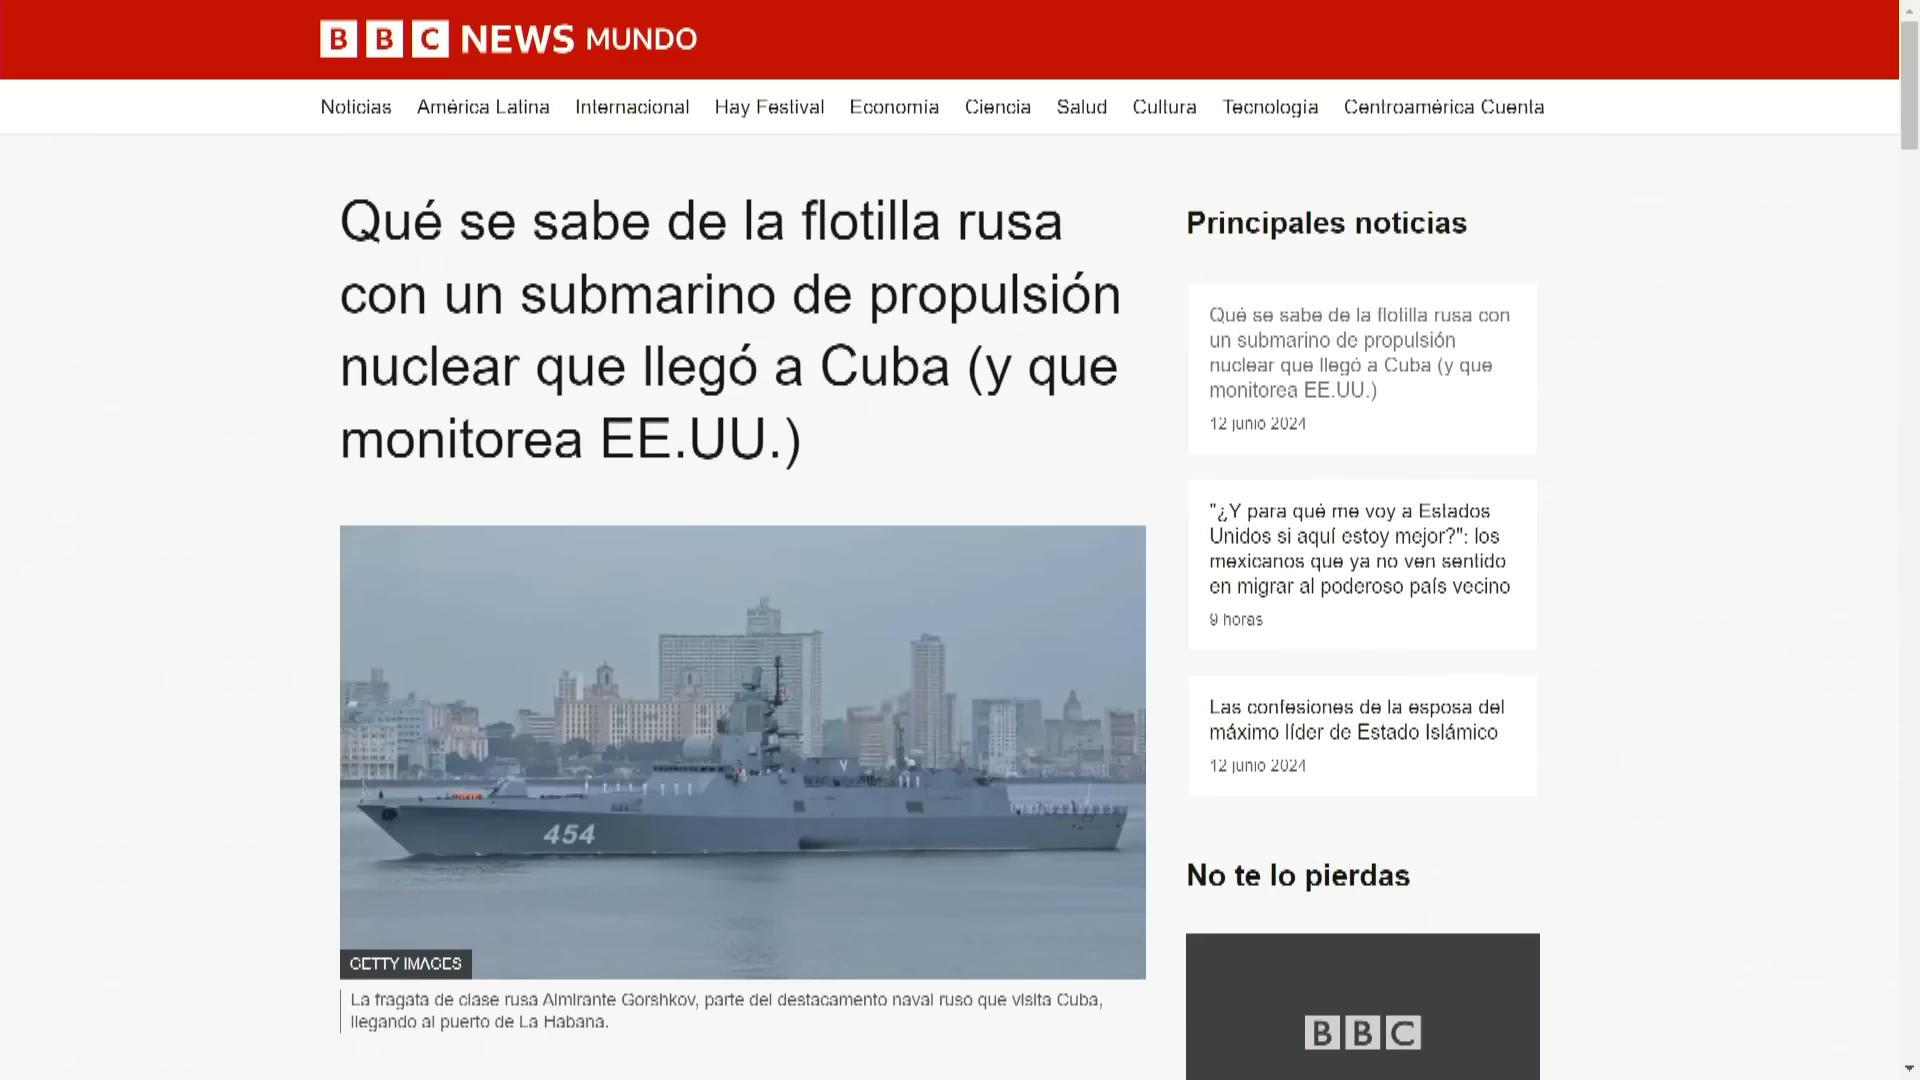 BBC NEWS MUNDO
Noticias América Latina Internacional Hay Festival Economía Ciencia Salud Cultura Tecnología Centroamérica Cuenta
Qué se sabe de la flotilla rusa
con un submarino de propulsión
nuclear que llegó a Cuba (y que
monitorea EE.UU.)
454
V
GETTY IMAGES
La fragata de clase rusa Almirante Gorshkov, parte del destacamento naval ruso que visita Cuba,
llegando al puerto de La Habana.
Principales noticias
Qué se sabe de la flotilla rusa con
un submarino de propulsión
nuclear que llegó a Cuba (y que
monitorea EE.UU.)
12 junio 2024
"¿Y para qué me voy a Estados
Unidos si aquí estoy mejor?": los
mexicanos que ya no ven sentido
en migrar al poderoso país vecino
9 horas
Las confesiones de la esposa del
máximo líder de Estado Islámico
12 junio 2024
No te lo pierdas
BBC